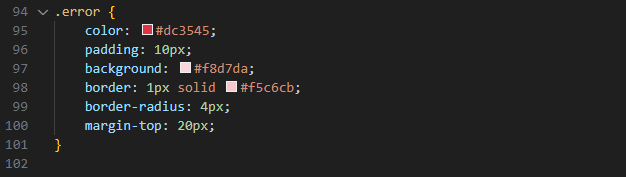 94 .error {
95     color: #dc3545;
96     padding: 10px;
97     background: #f8d7da;
98     border: 1px solid #f5c6cb;
99     border-radius: 4px;
100     margin-top: 20px;
101 }
102